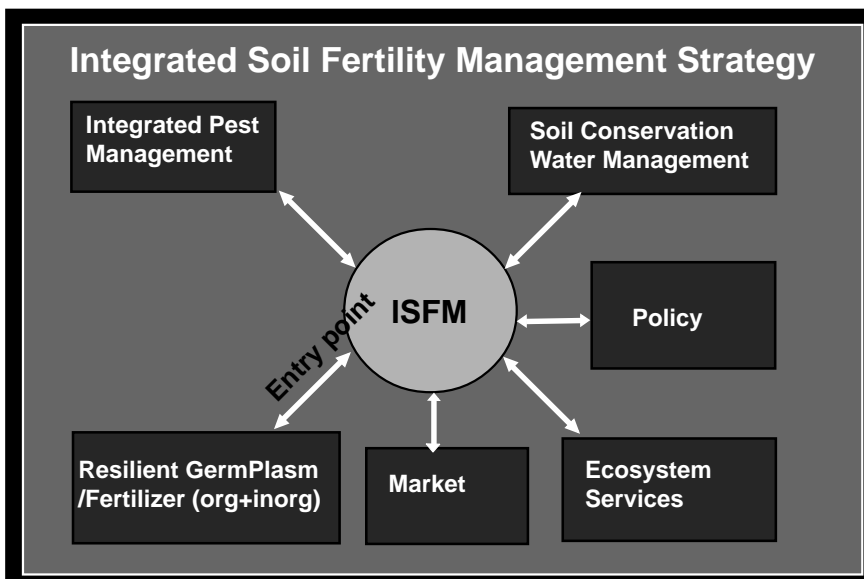 Integrated Soil Fertility Management Strategy
Integrated Pest
Management
Soil Conservation
Water Management
ISFM
Policy
Entry point
Resilient GermPlasm
/Fertilizer (org+inorg)
Market
Ecosystem
Services